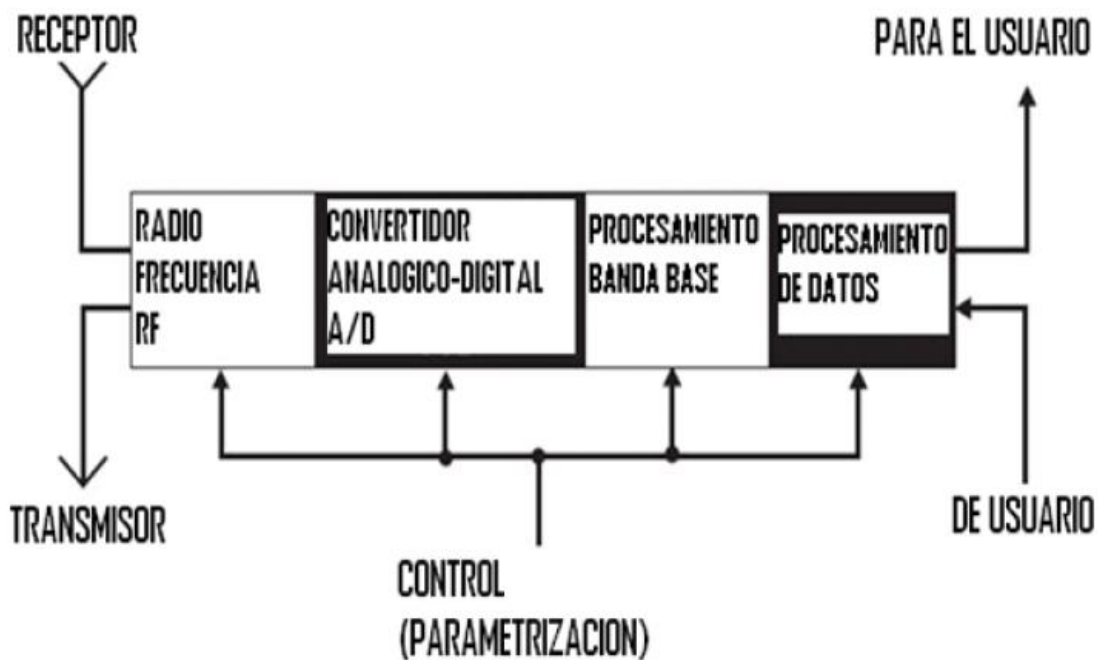 RECEPTOR
PARA EL USUARIO
RADIO
FRECUENCIA
RF
CONVERTIDOR
ANALOGICO-DIGITAL
A/D
PROCESAMIENTO
BANDA BASE
PROCESAMIENTO
DE DATOS
TRANSMISOR
DE USUARIO
CONTROL
(PARAMETRIZACION)